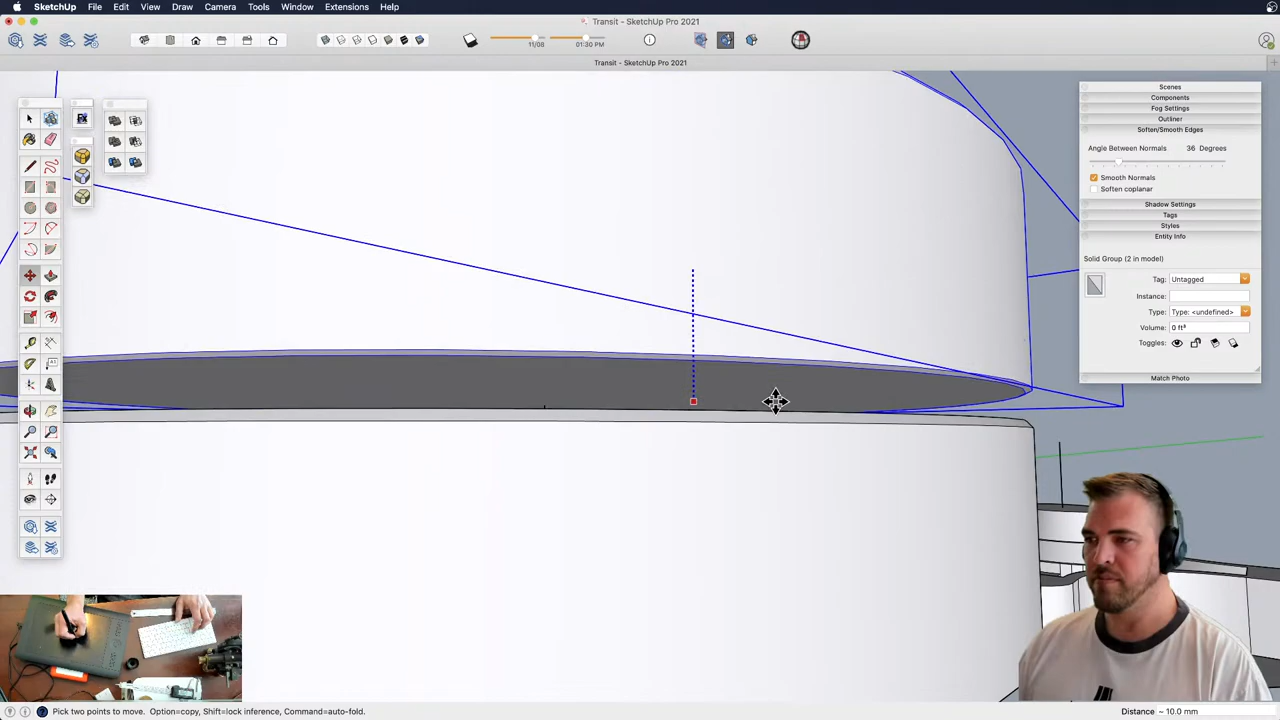 SketchUp File Edit View Draw Camera Tools Window Extensions Help
Transit - SketchUp Pro 2021
11/08 01:30 PM
Transit - SketchUp Pro 2021
Scenes
Components
Fog Settings
Outliner
Soften/Smooth Edges
Angle Between Normals 36 Degrees
Smooth Normals
Soften coplanar
Shadow Settings
Tags
Styles
Entity Info
Solid Group (2 in model)
Tag: Untagged
Instance:
Type: Type: <undefined>
Volume: 0 ft³
Toggles:
Match Photo
Pick two points to move. Option=copy, Shift=lock inference, Command=auto-fold.
Distance ~ 10.0 mm